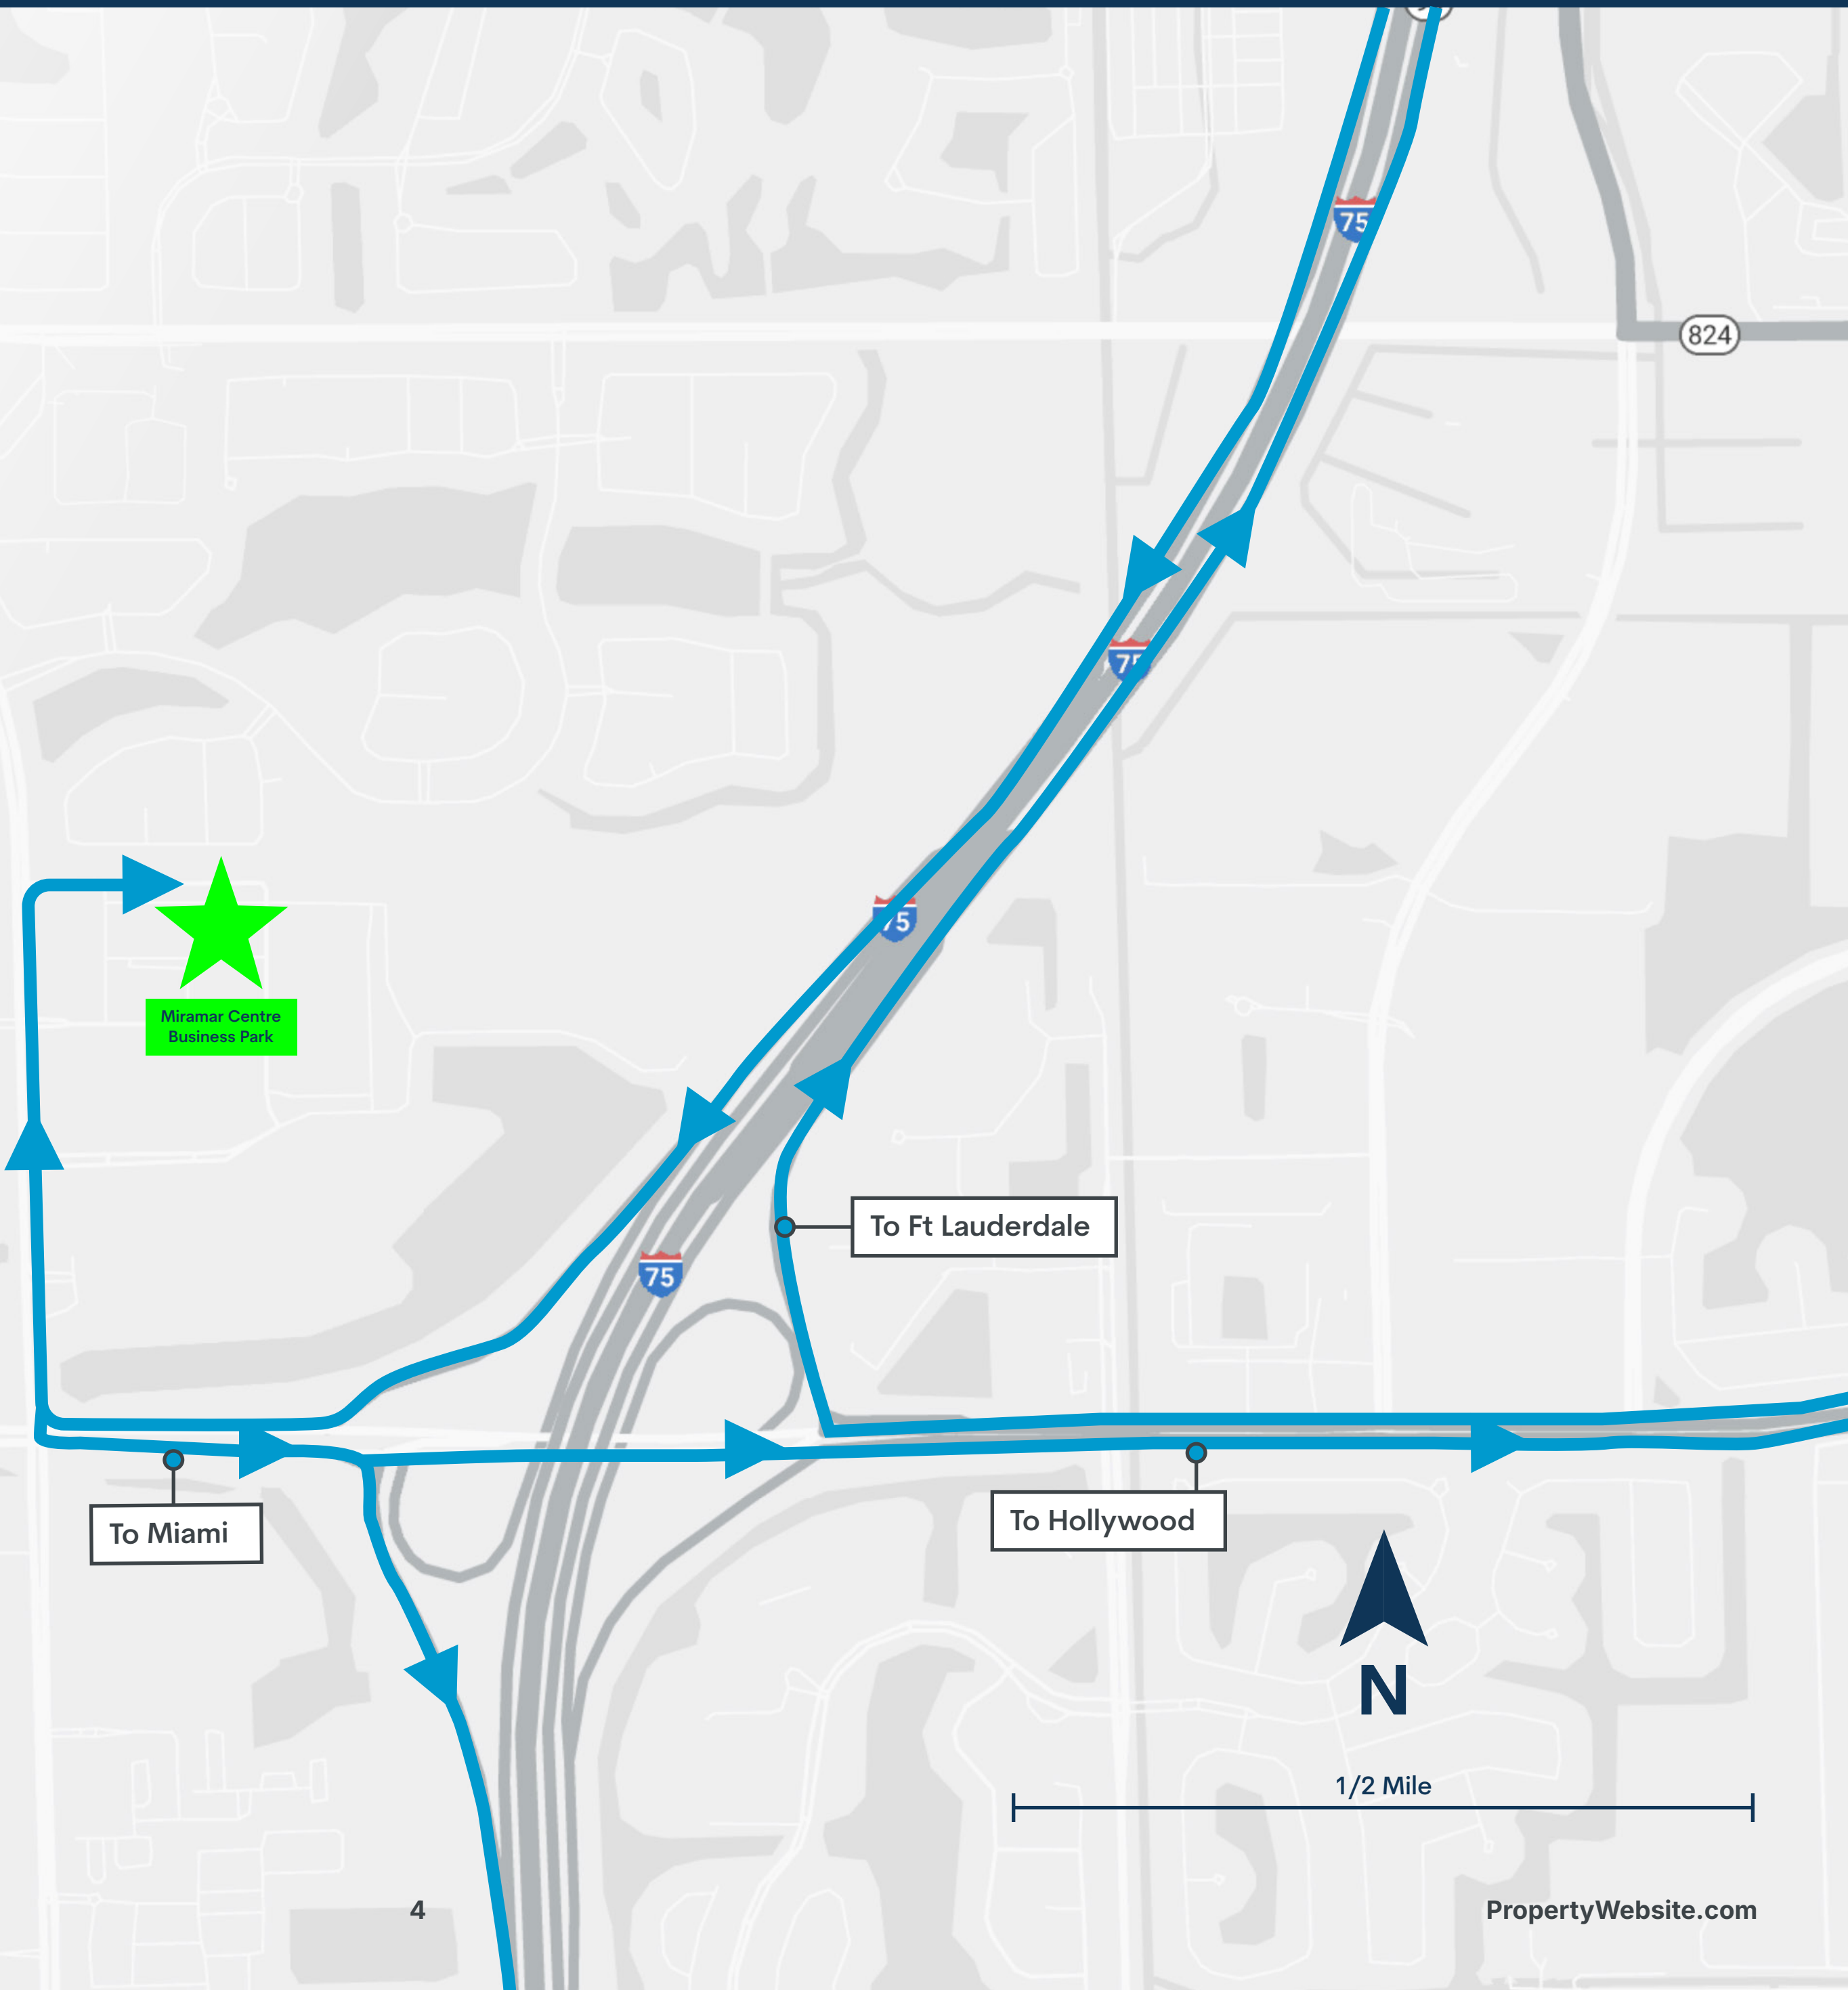 75
824
75
75
Miramar Centre
Business Park
To Ft Lauderdale
75
To Miami
To Hollywood
N
1/2 Mile
4
PropertyWebsite.com